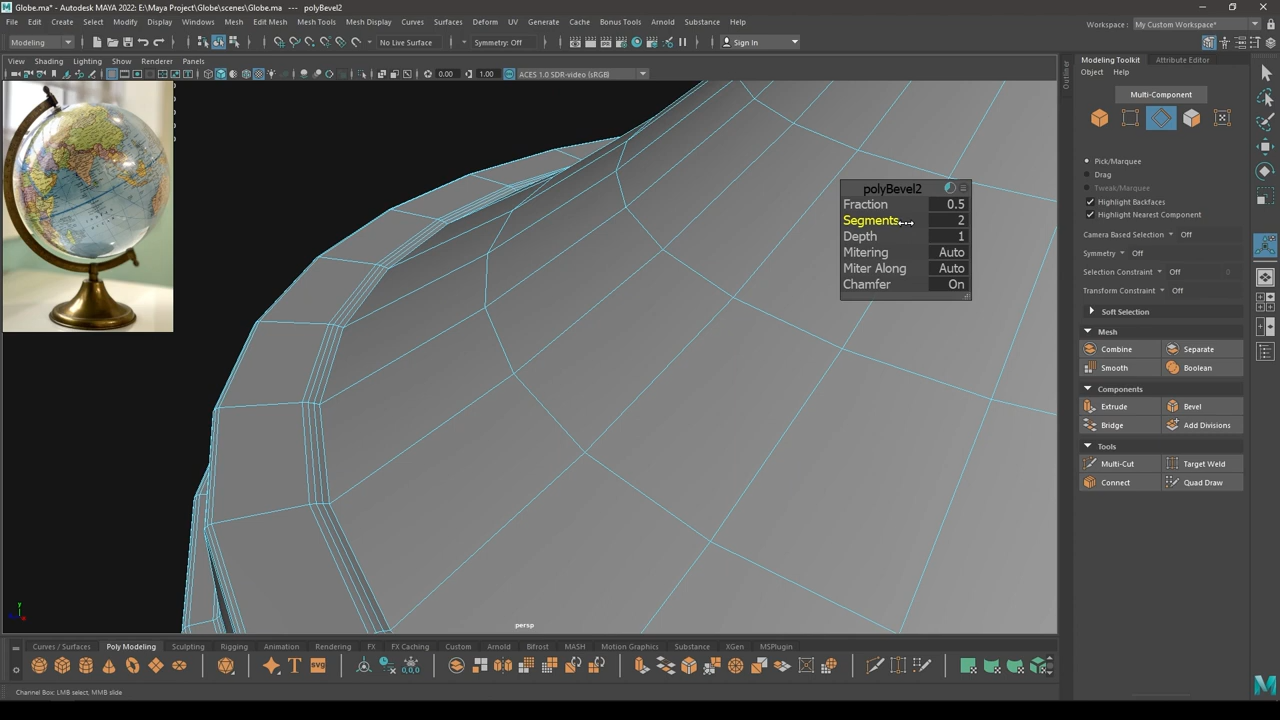 Globe.ma* - Autodesk MAYA 2022: E:\Maya Project\Globe\scenes\Globe.ma --- polyBevel2
File Edit Create Select Modify Display Windows Mesh Edit Mesh Mesh Tools Mesh Display Curves Surfaces Deform UV Generate Cache Bonus Tools Arnold Substance Help
Workspace : My Custom Workspace*
Modeling No Live Surface Symmetry: Off Sign In
View Shading Lighting Show Renderer Panels
0.00 1.00 ACES 1.0 SDR-video (sRGB)
Outliner
Modeling Toolkit Attribute Editor
Object Help
Multi-Component
Pick/Marquee
Drag
Tweak/Marquee
Highlight Backfaces
Highlight Nearest Component
Camera Based Selection Off
Symmetry Off
Selection Constraint Off
Transform Constraint Off
Soft Selection
Mesh
Combine Separate
Smooth Boolean
Components
Extrude Bevel
Bridge Add Divisions
Tools
Multi-Cut Target Weld
Connect Quad Draw
polyBevel2
Fraction 0.5
Segments 2
Depth 1
Mitering Auto
Miter Along Auto
Chamfer On
y
persp
Curves / Surfaces Poly Modeling Sculpting Rigging Animation Rendering FX FX Caching Custom Arnold Bifrost MASH Motion Graphics Substance XGen MSPlugin
T SVG 0,0,0
Channel Box: LMB select, MMB slide